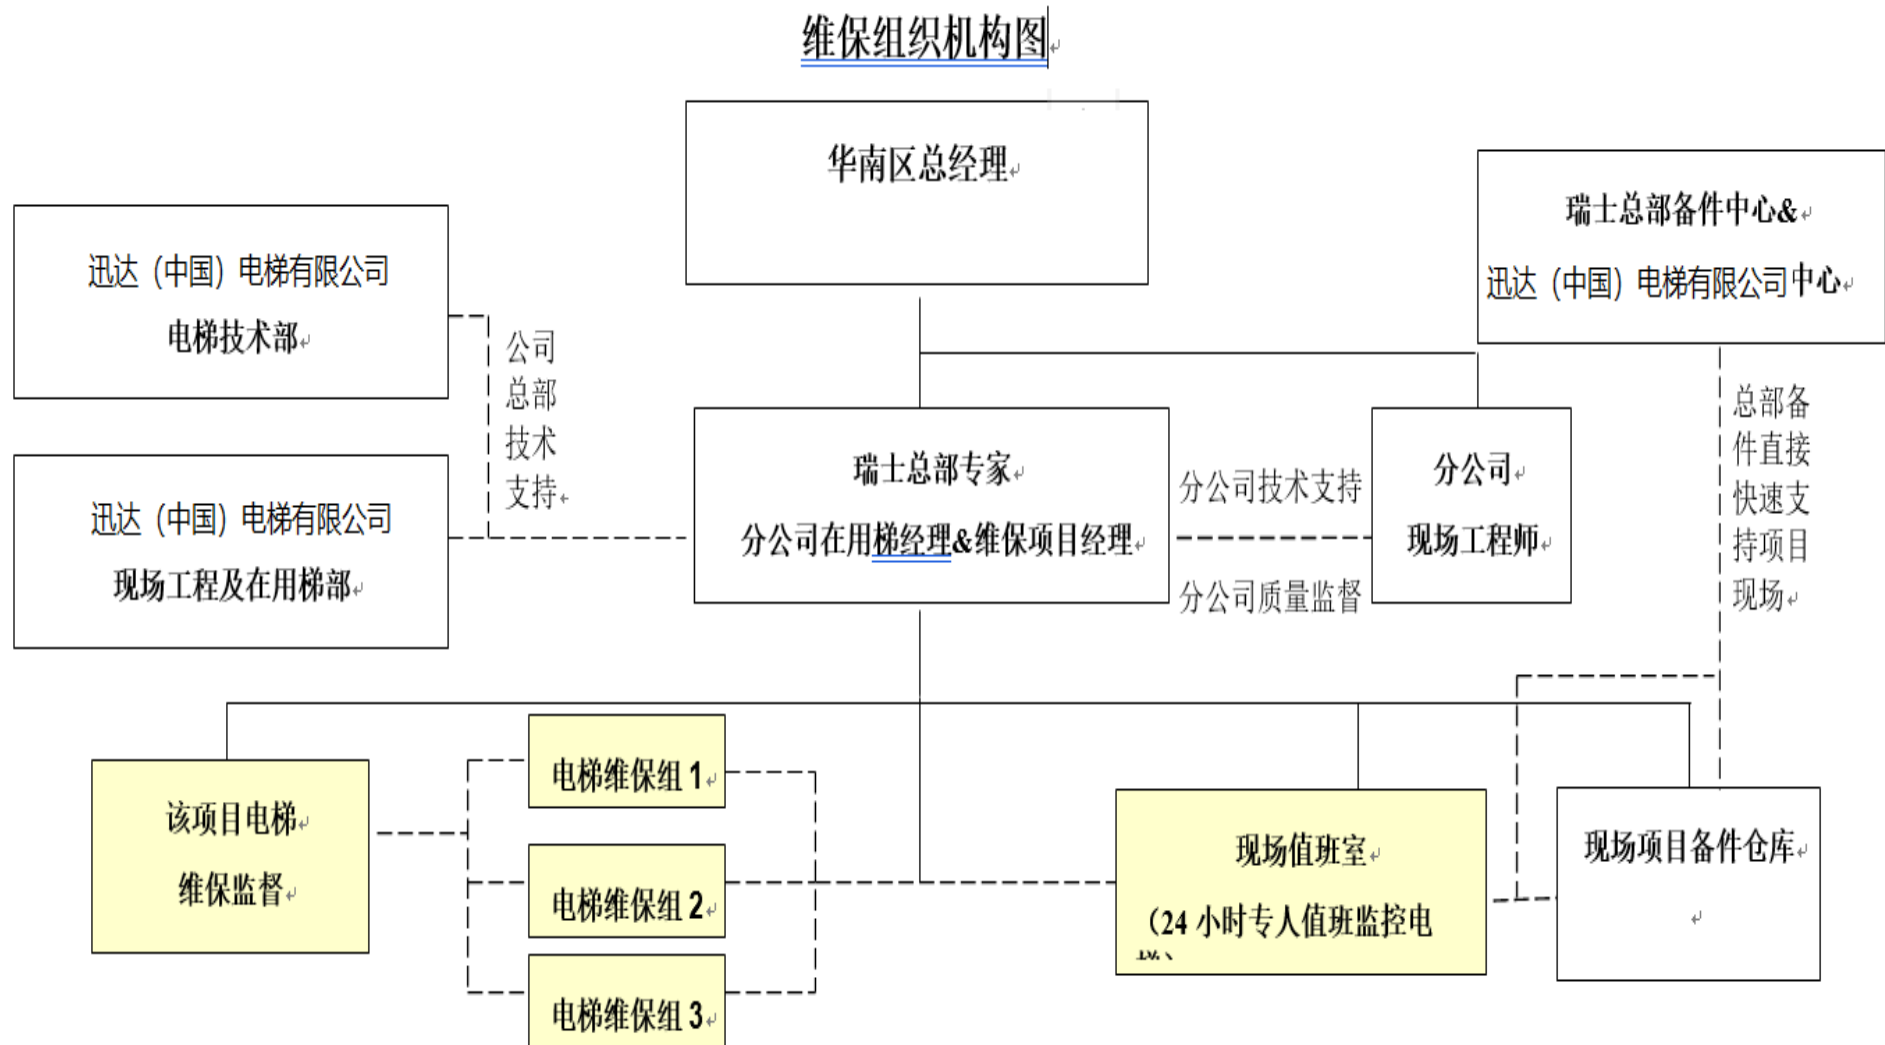 维保组织机构图
华南区总经理
瑞士总部备件中心&
迅达（中国）电梯有限公司中心
迅达（中国）电梯有限公司
电梯技术部
公司
总部
技术
支持
总部备
件直接
快速支
持项目
现场
迅达（中国）电梯有限公司
现场工程及在用梯部
瑞士总部专家
分公司在用梯经理&维保项目经理
分公司技术支持
分公司质量监督
分公司
现场工程师
该项目电梯
维保监督
电梯维保组 1
电梯维保组 2
电梯维保组 3
现场值班室
（24 小时专人值班监控电
现场项目备件仓库